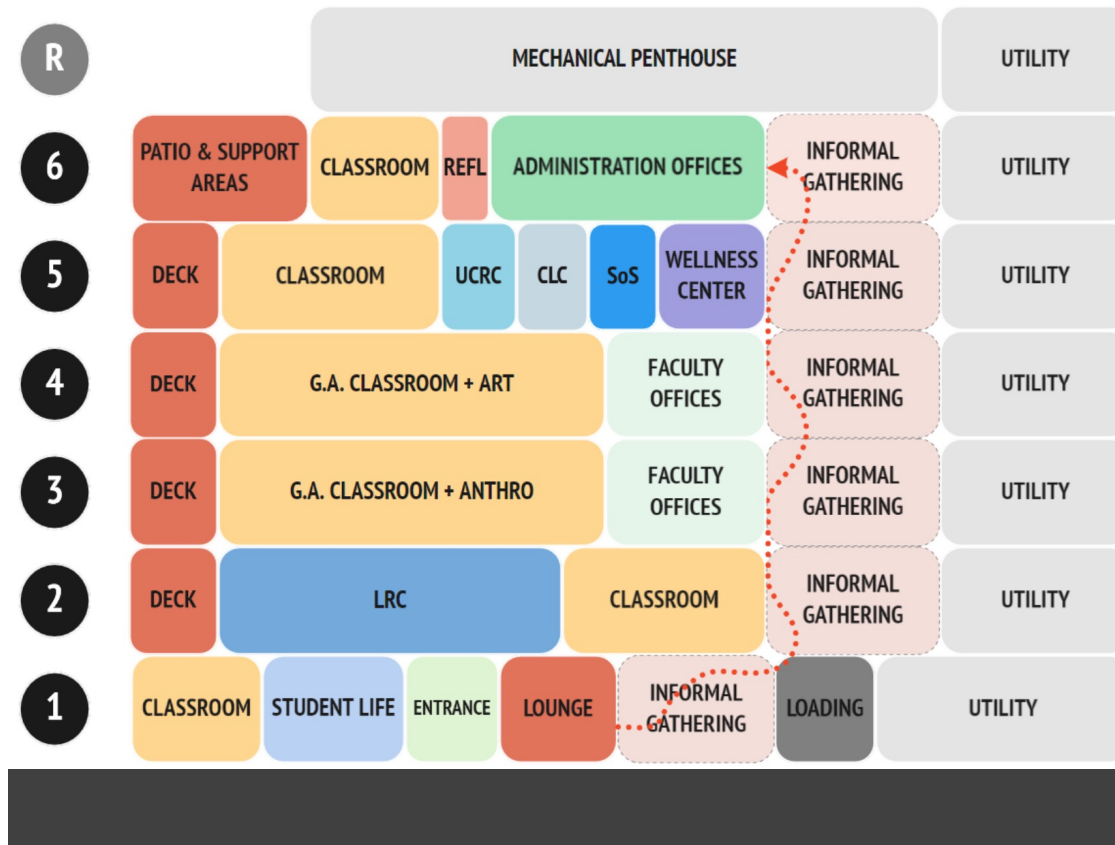 R
MECHANICAL PENTHOUSE
UTILITY
6
PATIO & SUPPORT
AREAS
CLASSROOM
REFL
ADMINISTRATION OFFICES
INFORMAL
GATHERING
UTILITY
5
DECK
CLASSROOM
UCRC
CLC
SoS
WELLNESS
CENTER
INFORMAL
GATHERING
UTILITY
4
DECK
G.A. CLASSROOM + ART
FACULTY
OFFICES
INFORMAL
GATHERING
UTILITY
3
DECK
G.A. CLASSROOM + ANTHRO
FACULTY
OFFICES
INFORMAL
GATHERING
UTILITY
2
DECK
LRC
CLASSROOM
INFORMAL
GATHERING
UTILITY
1
CLASSROOM
STUDENT LIFE
ENTRANCE
LOUNGE
INFORMAL
GATHERING
LOADING
UTILITY